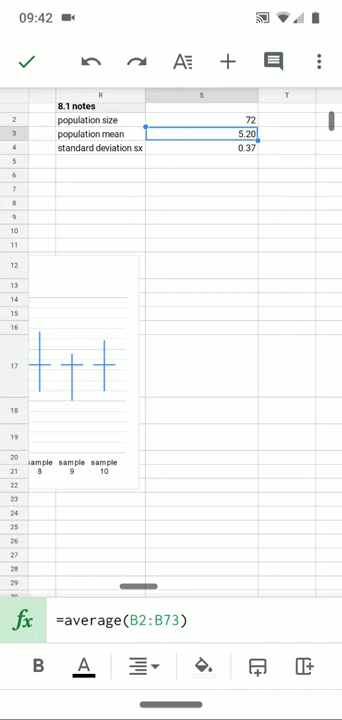 09:42
R S T
8.1 notes
2 population size 72
3 population mean 5.20
4 standard deviation sx 0.37
5
6
7
8
9
10
11
12
13
14
15
16
17
18
19
20
sample sample sample
21 8 9 10
22
23
24
25
26
27
28
29
fx =average(B2:B73)
B A